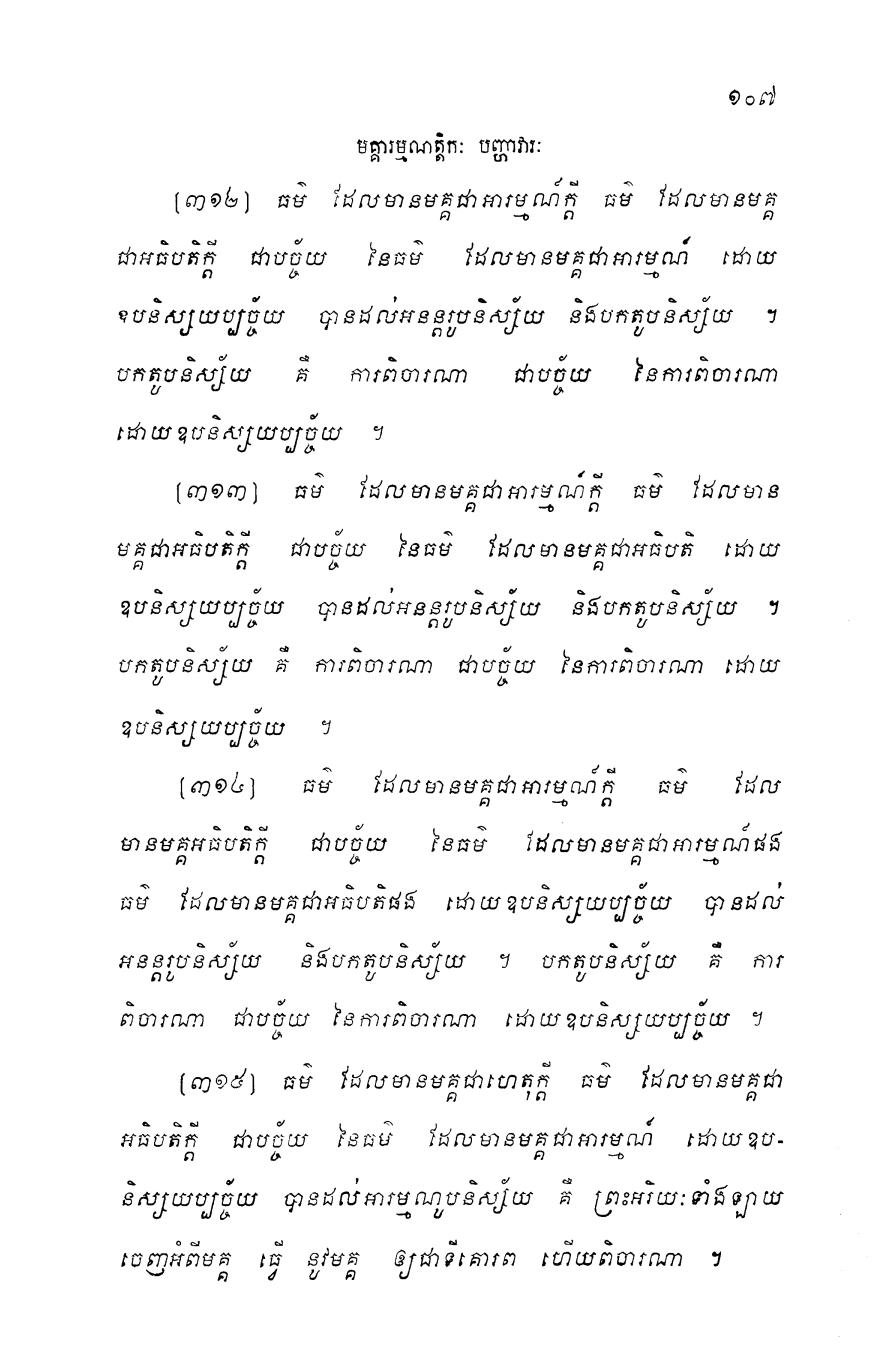 ១០៧
មគ្គារម្មណត្តិកៈ បញ្ហាវារៈ
[៣១២] ធម៌ ដែលមានមគ្គជាអារម្មណ៍ក្តី ធម៌ ដែលមានមគ្គ
ជាអធិបតិក្តី ជាបច្ច័យ នៃធម៌ ដែលមានមគ្គជាអារម្មណ៍ ដោយ
ឧបនិស្សយប្បច្ច័យ បានដល់អនន្តរូបនិស្ស័យ និងបកតូបនិស្ស័យ ។
បកតូបនិស្ស័យ គឺ ការពិចារណា ជាបច្ច័យ នៃការពិចារណា
ដោយឧបនិស្សយប្បច្ច័យ ។
[៣១៣] ធម៌ ដែលមានមគ្គជាអារម្មណ៍ក្តី ធម៌ ដែលមាន
មគ្គជាអធិបតិក្តី ជាបច្ច័យ នៃធម៌ ដែលមានមគ្គជាអធិបតិ ដោយ
ឧបនិស្សយប្បច្ច័យ បានដល់អនន្តរូបនិស្ស័យ និងបកតូបនិស្ស័យ ។
បកតូបនិស្ស័យ គឺ ការពិចារណា ជាបច្ច័យ នៃការពិចារណា ដោយ
ឧបនិស្សយប្បច្ច័យ ។
[៣១៤] ធម៌ ដែលមានមគ្គជាអារម្មណ៍ក្តី ធម៌ ដែល
មានមគ្គអធិបតិក្តី ជាបច្ច័យ នៃធម៌ ដែលមានមគ្គជាអារម្មណ៍ផង
ធម៌ ដែលមានមគ្គជាអធិបតិផង ដោយឧបនិស្សយប្បច្ច័យ បានដល់
អនន្តរូបនិស្ស័យ និងបកតូបនិស្ស័យ ។ បកតូបនិស្ស័យ គឺ ការ
ពិចារណា ជាបច្ច័យ នៃការពិចារណា ដោយឧបនិស្សយប្បច្ច័យ ។
[៣១៥] ធម៌ ដែលមានមគ្គជាហេតុក្តី ធម៌ ដែលមានមគ្គជា
អធិបតិក្តី ជាបច្ច័យ នៃធម៌ ដែលមានមគ្គជាអារម្មណ៍ ដោយឧប-
និស្សយប្បច្ច័យ បានដល់អារម្មណូបនិស្ស័យ គឺ ព្រះអរិយៈទាំងឡាយ
ចេញអំពីមគ្គ ធ្វើ នូវមគ្គ ឲ្យជាទីគោរព ហើយពិចារណា ។